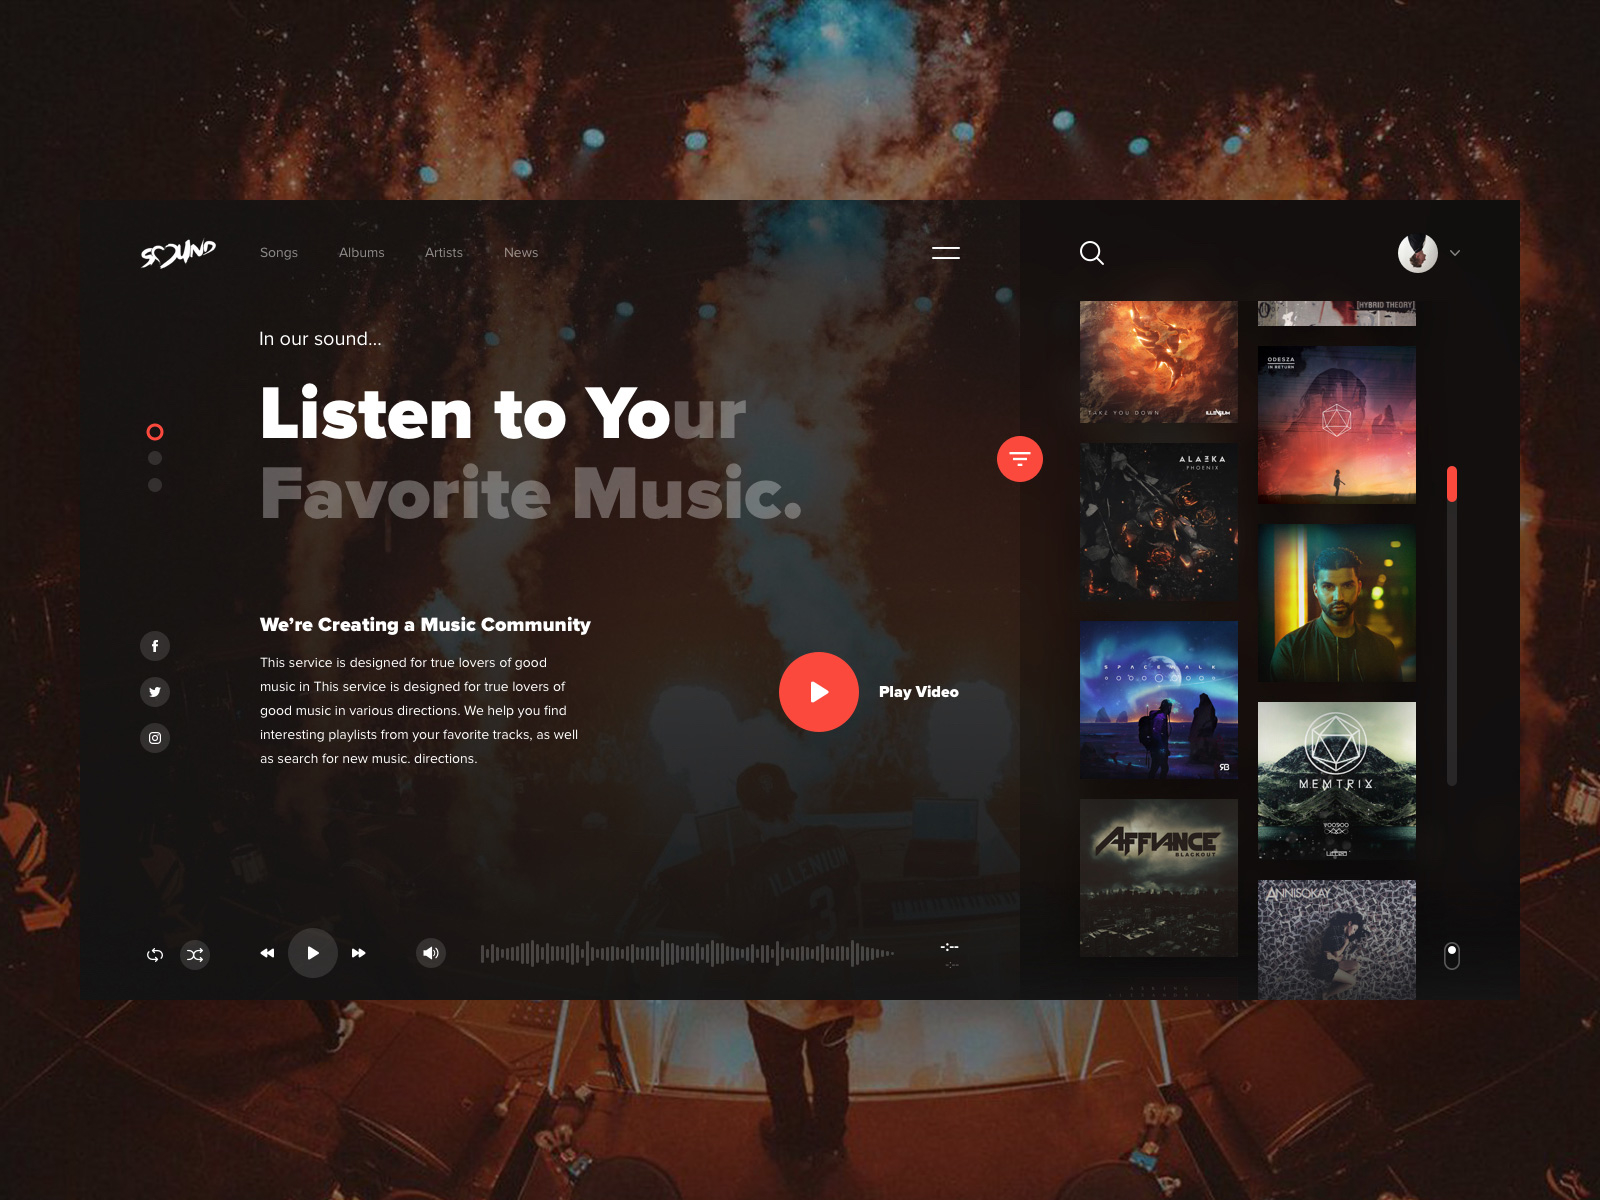 SOUND
Songs Albums Artists News
In our sound...
Listen to Your
Favorite Music.
We're Creating a Music Community
This service is designed for true lovers of good
music in This service is designed for true lovers of
good music in various directions. We help you find
interesting playlists from your favorite tracks, as well
as search for new music. directions.
Play Video
ILLENIUM
3
-:--
-:--
TAKE YOU DOWN
ILLENIUM
[HYBRID THEORY]
ODESZA
IN RETURN
ALAZKA
PHOENIX
SPACEWALK
RB
MEMTRIX
VOODOO
AFFIANCE
BLACKOUT
ANNISOKAY